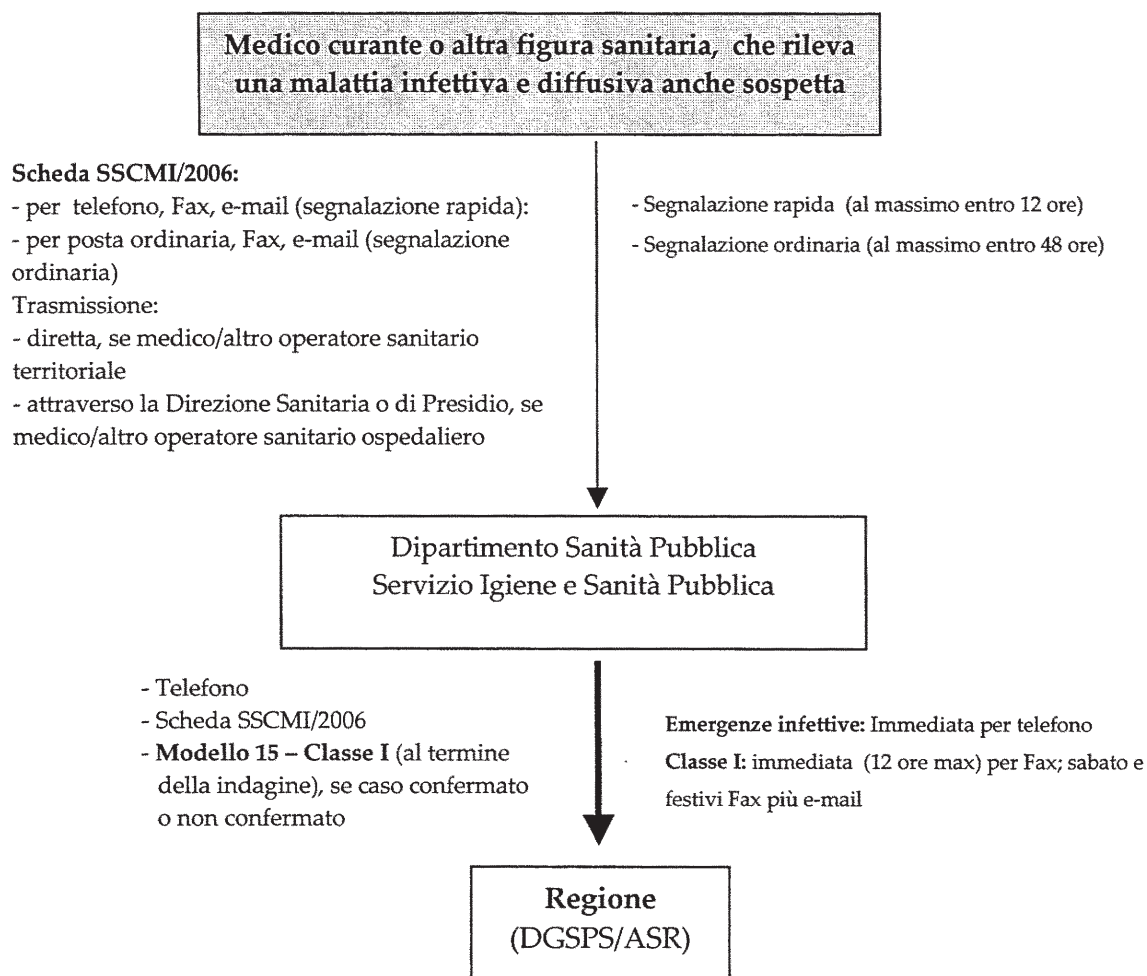 Medico curante o altra figura sanitaria, che rileva
una malattia infettiva e diffusiva anche sospetta
Scheda SSCMI/2006:
- per telefono, Fax, e-mail (segnalazione rapida):
- per posta ordinaria, Fax, e-mail (segnalazione
ordinaria)
Trasmissione:
- diretta, se medico/altro operatore sanitario
territoriale
- attraverso la Direzione Sanitaria o di Presidio, se
medico/altro operatore sanitario ospedaliero
- Segnalazione rapida (al massimo entro 12 ore)
- Segnalazione ordinaria (al massimo entro 48 ore)
Dipartimento Sanità Pubblica
Servizio Igiene e Sanità Pubblica
- Telefono
- Scheda SSCMI/2006
- Modello 15 – Classe I (al termine
della indagine), se caso confermato
o non confermato
Emergenze infettive: Immediata per telefono
Classe I: immediata (12 ore max) per Fax; sabato e
festivi Fax più e-mail
Regione
(DGSPS/ASR)